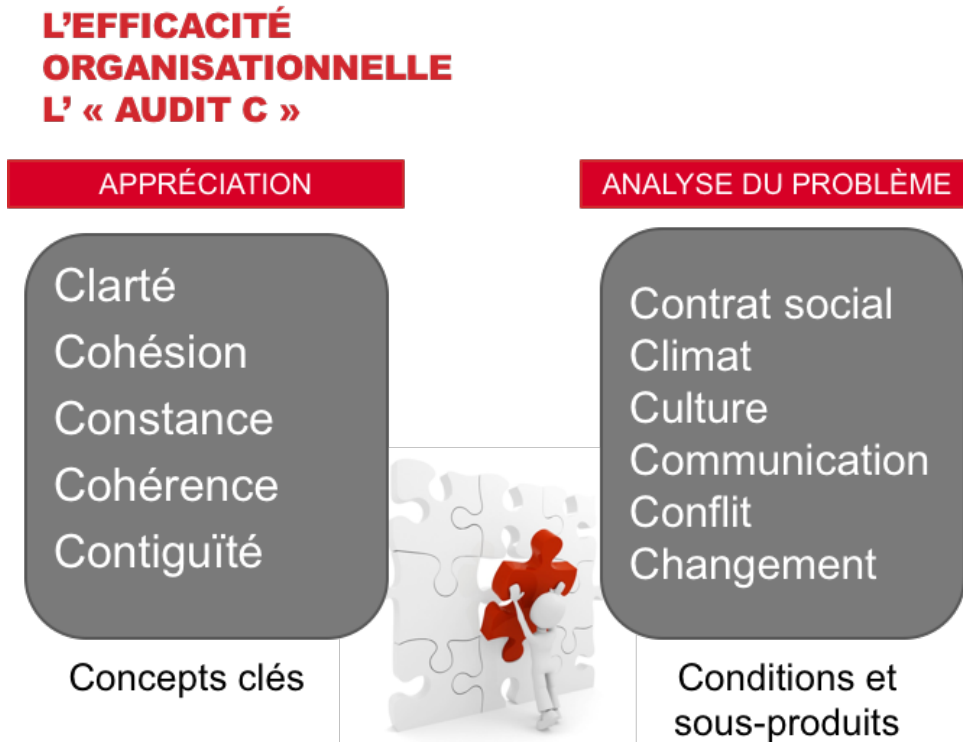 L'EFFICACITÉ
ORGANISATIONNELLE
L' « AUDIT C »
APPRÉCIATION
Clarté
Cohésion
Constance
Cohérence
Contiguïté
Concepts clés
ANALYSE DU PROBLÈME
Contrat social
Climat
Culture
Communication
Conflit
Changement
Conditions et
sous-produits